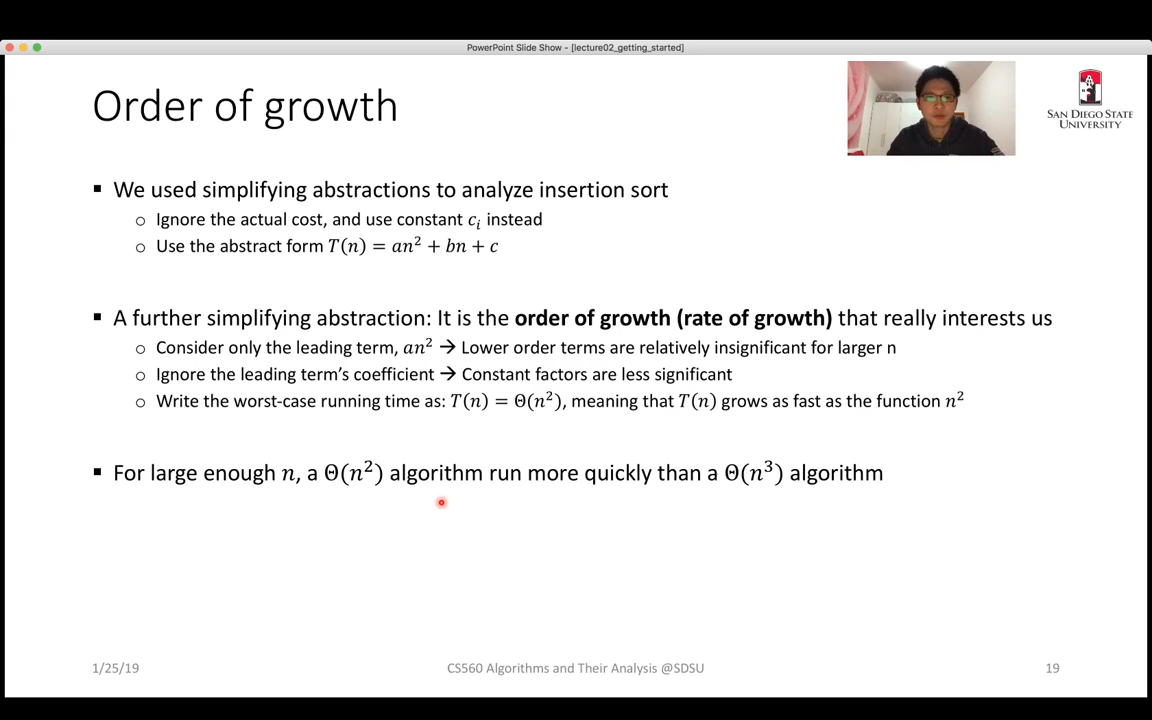 PowerPoint Slide Show - [lecture02_getting_started]
Order of growth
SAN DIEGO STATE
UNIVERSITY
▪ We used simplifying abstractions to analyze insertion sort
○ Ignore the actual cost, and use constant cᵢ instead
○ Use the abstract form T(n) = an² + bn + c
▪ A further simplifying abstraction: It is the order of growth (rate of growth) that really interests us
○ Consider only the leading term, an² → Lower order terms are relatively insignificant for larger n
○ Ignore the leading term's coefficient → Constant factors are less significant
○ Write the worst-case running time as: T(n) = Θ(n²), meaning that T(n) grows as fast as the function n²
▪ For large enough n, a Θ(n²) algorithm run more quickly than a Θ(n³) algorithm
1/25/19
CS560 Algorithms and Their Analysis @SDSU
19